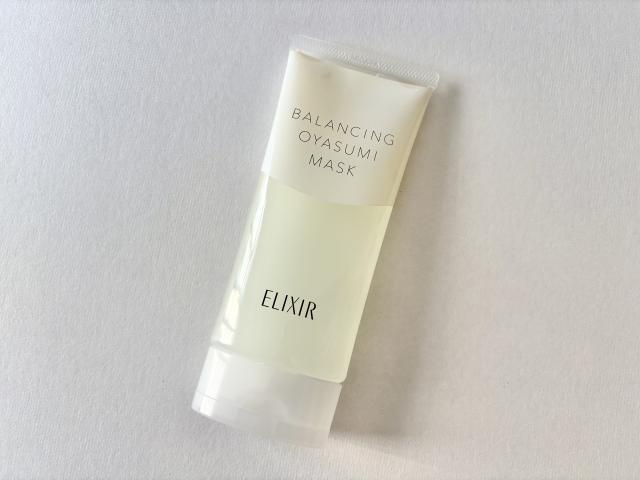 BALANCING
OYASUMI
MASK
ELIXIR